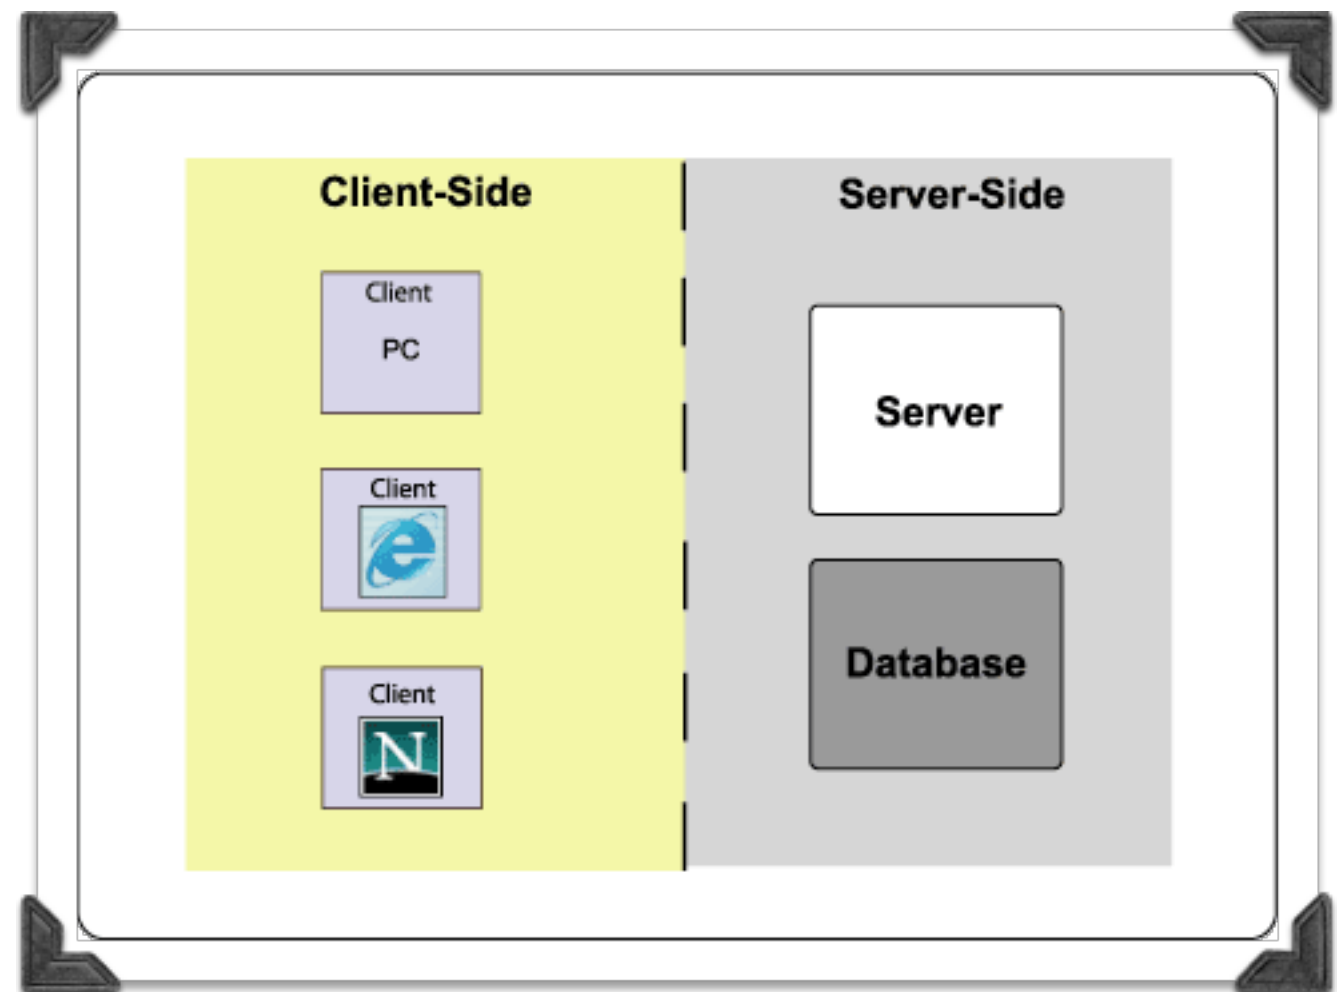 Client-Side
Client
PC
Client
e
Client
N
Server-Side
Server
Database